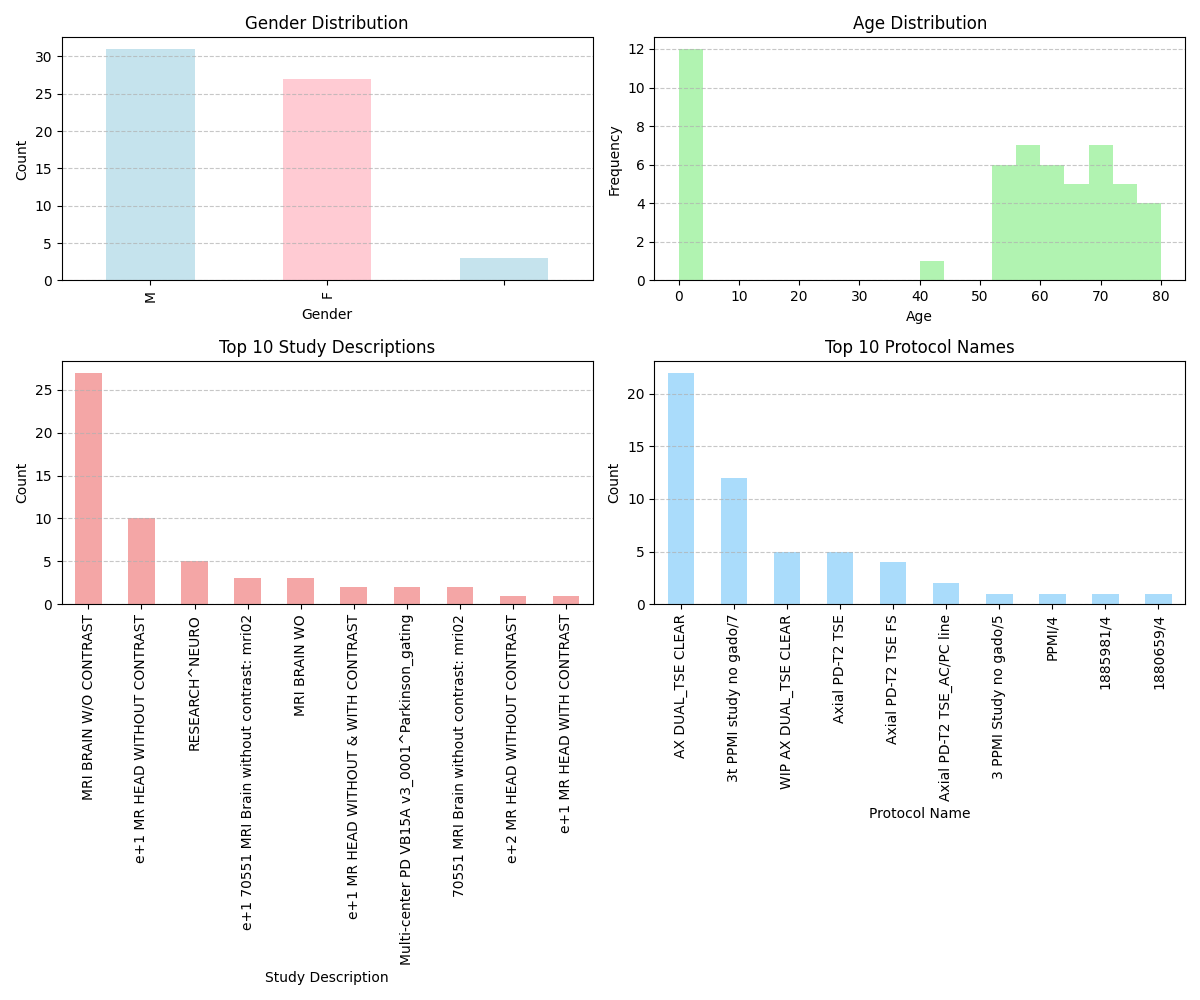 Gender Distribution
Count
30
25
20
15
10
5
0
M
F
Gender
Age Distribution
Frequency
12
10
8
6
4
2
0
0 10 20 30 40 50 60 70 80
Age
Top 10 Study Descriptions
Count
25
20
15
10
5
0
MRI BRAIN W/O CONTRAST
e+1 MR HEAD WITHOUT CONTRAST
RESEARCH^NEURO
e+1 70551 MRI Brain without contrast: mri02
MRI BRAIN WO
e+1 MR HEAD WITHOUT & WITH CONTRAST
Multi-center PD VB15A v3_0001^Parkinson_gating
70551 MRI Brain without contrast: mri02
e+2 MR HEAD WITHOUT CONTRAST
e+1 MR HEAD WITH CONTRAST
Study Description
Top 10 Protocol Names
Count
20
15
10
5
0
AX DUAL_TSE CLEAR
3t PPMI study no gado/7
WIP AX DUAL_TSE CLEAR
Axial PD-T2 TSE
Axial PD-T2 TSE FS
Axial PD-T2 TSE_AC/PC line
3 PPMI Study no gado/5
PPMI/4
1885981/4
1880659/4
Protocol Name